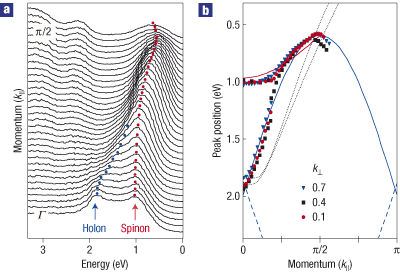 a
π/2
Momentum (k||)
Γ
Holon
Spinon
3
2
1
0
Energy (eV)
b
0.5
1.0
1.5
2.0
Peak position (eV)
k⊥
0.7
0.4
0.1
0
π/2
π
Momentum (k||)